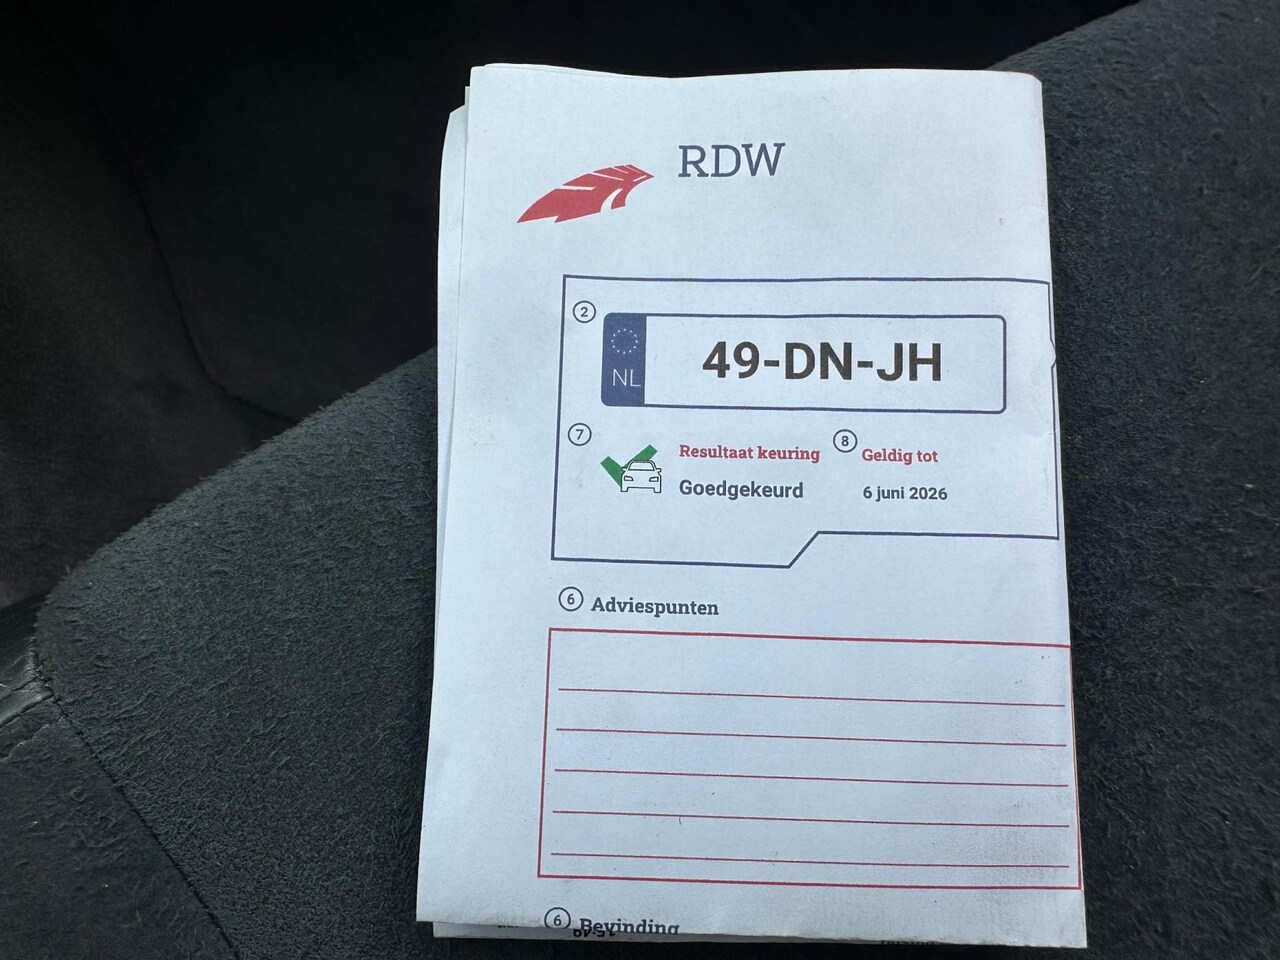 RDW
2
NL
49-DN-JH
7
Resultaat keuring
8
Geldig tot
Goedgekeurd
6 juni 2026
6 Adviespunten
6 Bevinding